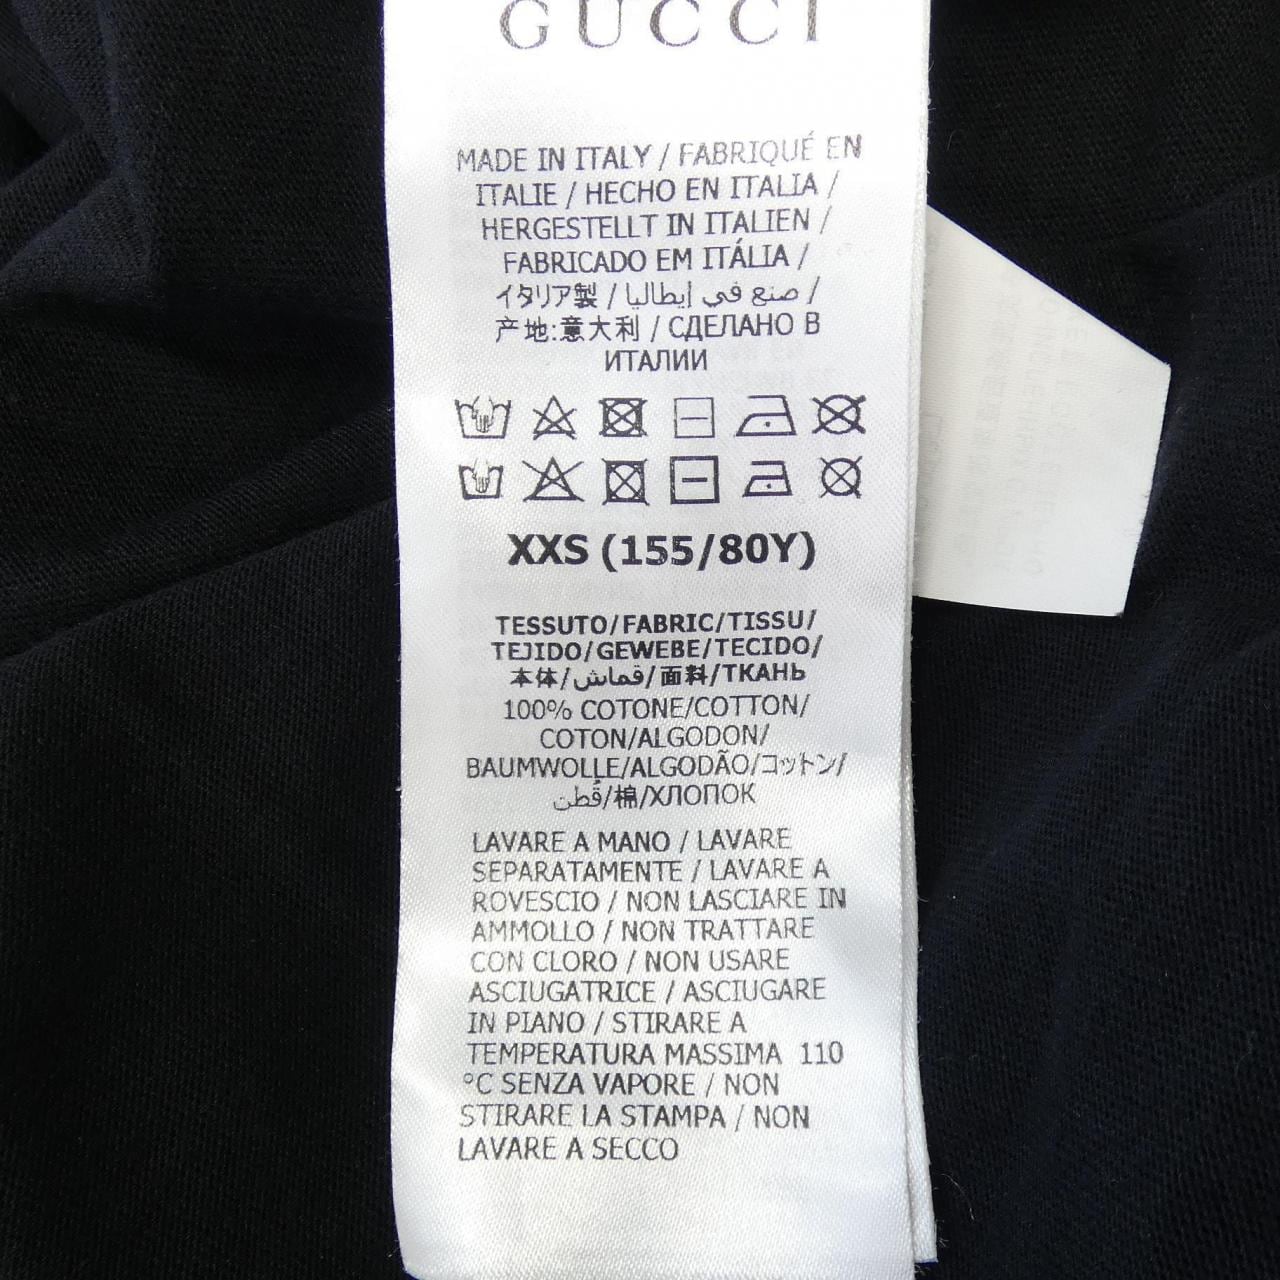 GUCCI
MADE IN ITALY / FABRIQUÉ EN
ITALIE / HECHO EN ITALIA /
HERGESTELLT IN ITALIEN /
FABRICADO EM ITÁLIA /
イタリア製 / صنع في إيطاليا /
产地:意大利 / СДЕЛАНО В
ИТАЛИИ
XXS (155/80Y)
TESSUTO/FABRIC/TISSU/
TEJIDO/GEWEBE/TECIDO/
本体/قماش/面料/ТКАНЬ
100% COTONE/COTTON/
COTON/ALGODON/
BAUMWOLLE/ALGODÃO/コットン/
قُطن/棉/ХЛОПОК
LAVARE A MANO / LAVARE
SEPARATAMENTE / LAVARE A
ROVESCIO / NON LASCIARE IN
AMMOLLO / NON TRATTARE
CON CLORO / NON USARE
ASCIUGATRICE / ASCIUGARE
IN PIANO / STIRARE A
TEMPERATURA MASSIMA 110
°C SENZA VAPORE / NON
STIRARE LA STAMPA / NON
LAVARE A SECCO